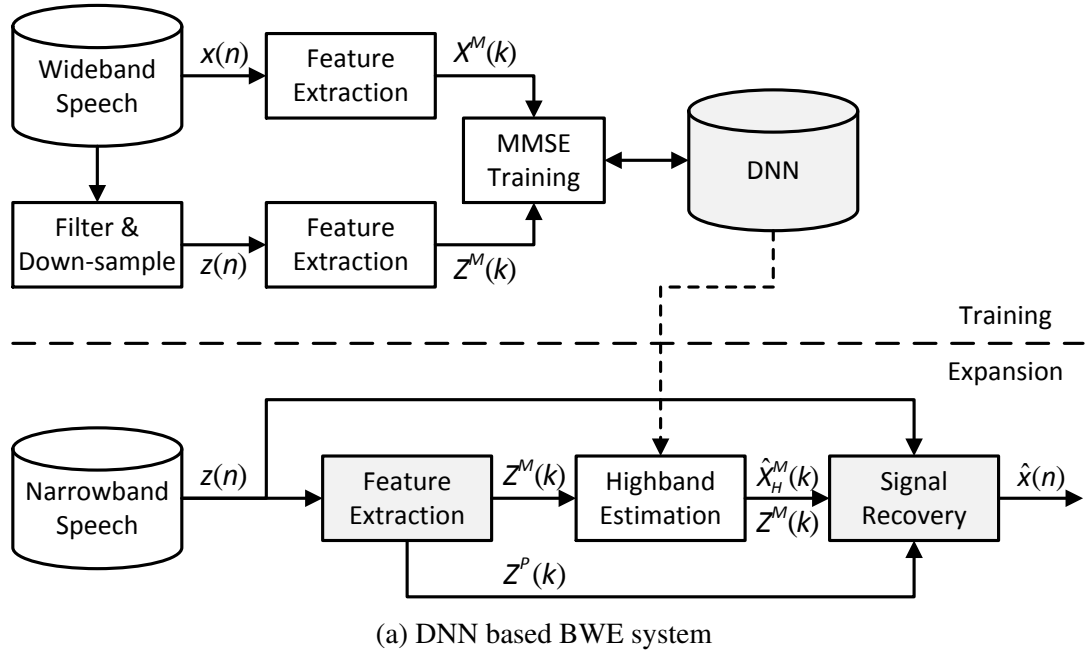 Wideband
Speech
x(n)
Feature
Extraction
X^M(k)
MMSE
Training
DNN
Filter &
Down-sample
z(n)
Feature
Extraction
Z^M(k)
Training
Expansion
Narrowband
Speech
z(n)
Feature
Extraction
Z^M(k)
Highband
Estimation
X̂_H^M(k)
Z^M(k)
Signal
Recovery
x̂(n)
Z^P(k)
(a) DNN based BWE system